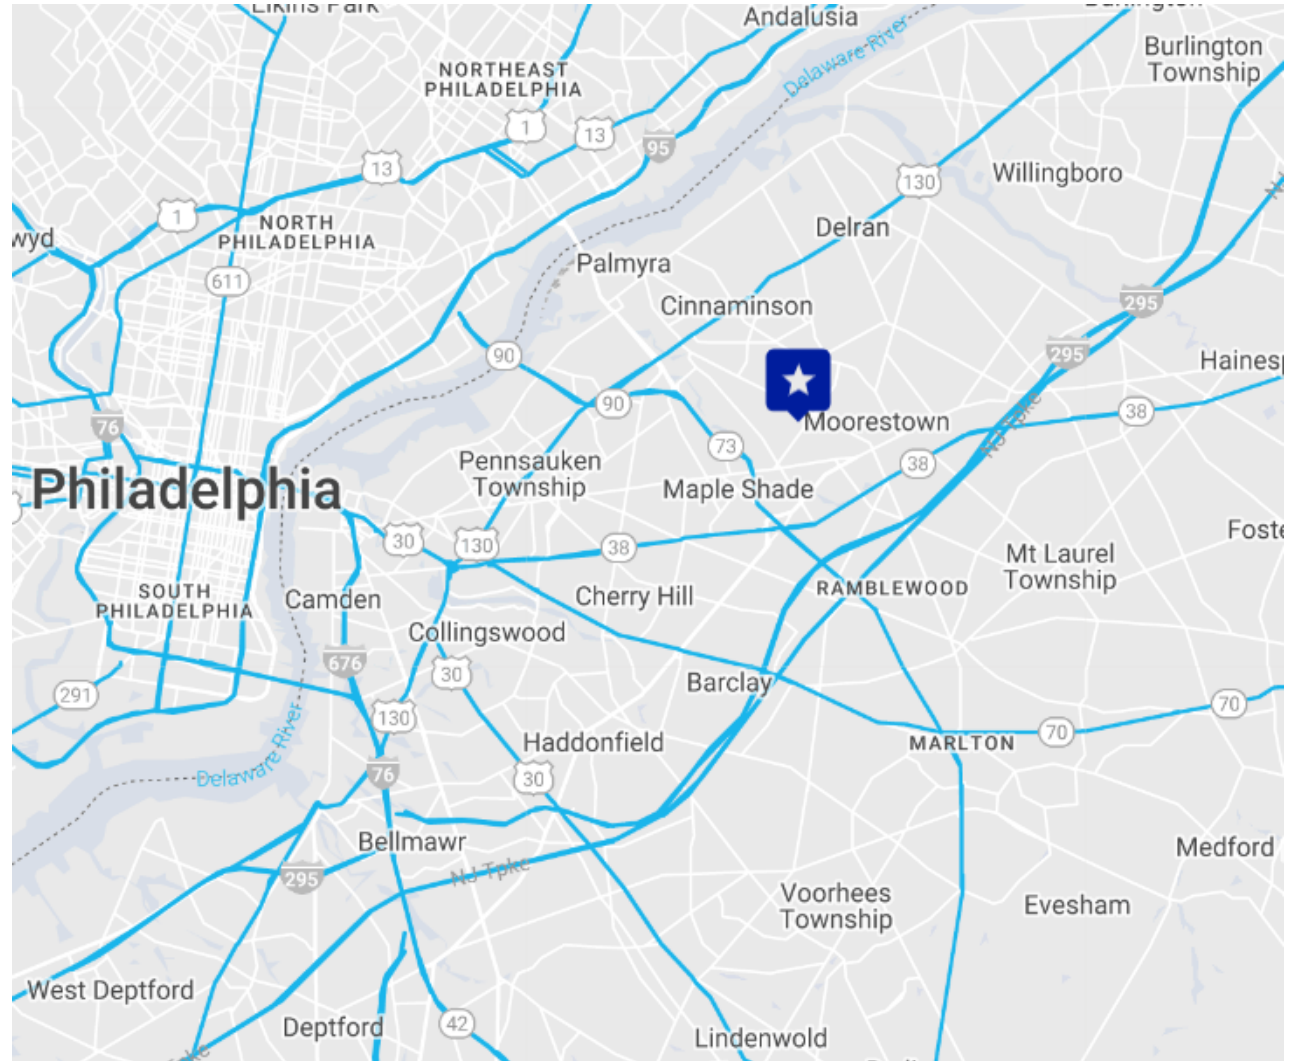 Elkins Park
Andalusia
Burlington
Burlington
Township
Delaware River
NORTHEAST
PHILADELPHIA
1
13
95
13
130
Willingboro
1
NORTH
PHILADELPHIA
Delran
wyd
Palmyra
611
Cinnaminson
295
90
295
Haines
90
38
76
Moorestown
NJ Tpke
73
38
Pennsauken
Township
Maple Shade
Philadelphia
Foste
30
130
38
Mt Laurel
Township
SOUTH
PHILADELPHIA
Camden
Cherry Hill
RAMBLEWOOD
Collingswood
676
30
291
Barclay
130
70
70
Delaware River
Haddonfield
MARLTON
76
30
Bellmawr
Medford
295
NJ Tpke
Voorhees
Township
Evesham
West Deptford
Deptford
42
Lindenwold